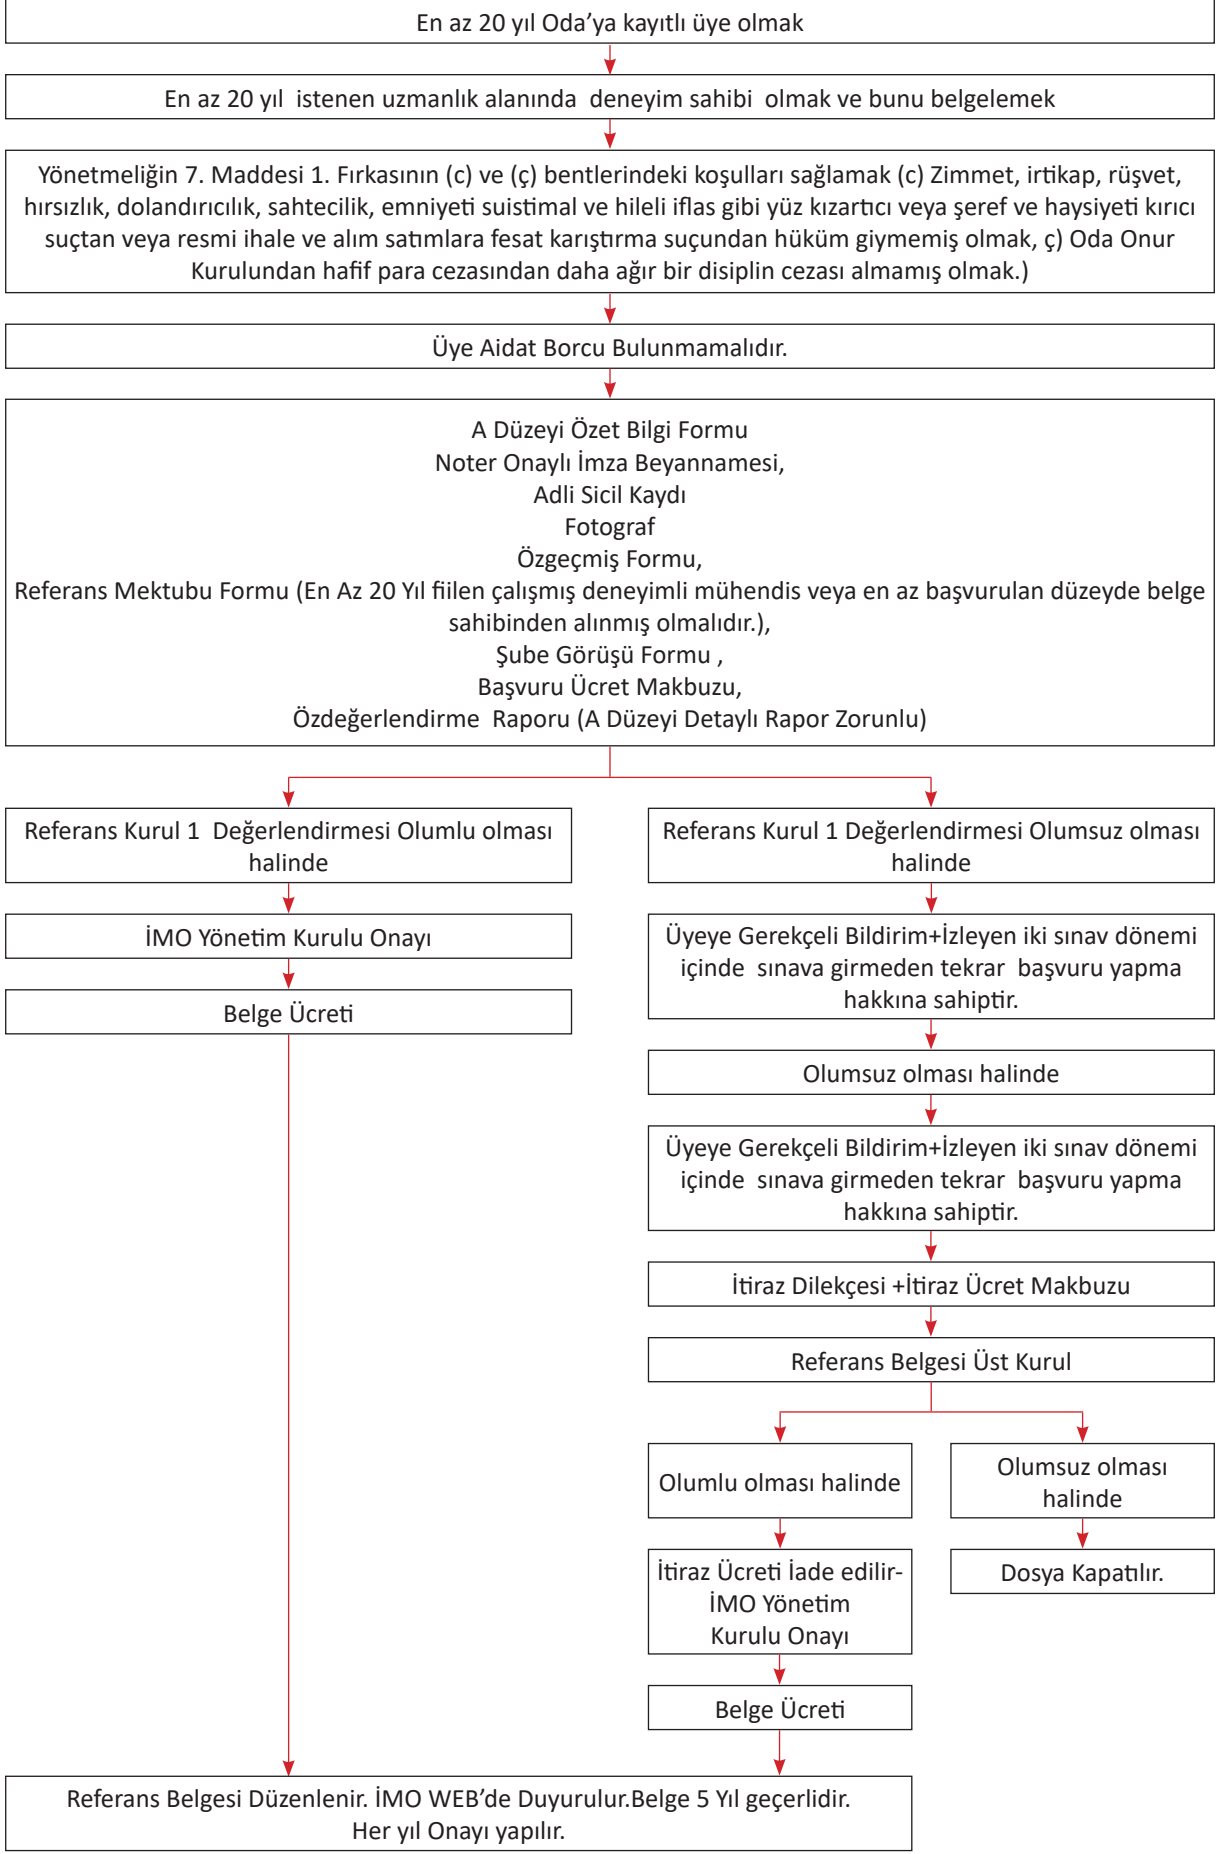 En az 20 yıl Oda’ya kayıtlı üye olmak
En az 20 yıl istenen uzmanlık alanında deneyim sahibi olmak ve bunu belgelemek
Yönetmeliğin 7. Maddesi 1. Fırkasının (c) ve (ç) bentlerindeki koşulları sağlamak (c) Zimmet, irtikap, rüşvet,
hırsızlık, dolandırıcılık, sahtecilik, emniyeti suistimal ve hileli iflas gibi yüz kızartıcı veya şeref ve haysiyeti kırıcı
suçtan veya resmi ihale ve alım satımlara fesat karıştırma suçundan hüküm giymemiş olmak, ç) Oda Onur
Kurulundan hafif para cezasından daha ağır bir disiplin cezası almamış olmak.)
Üye Aidat Borcu Bulunmamalıdır.
A Düzeyi Özet Bilgi Formu
Noter Onaylı İmza Beyannamesi,
Adli Sicil Kaydı
Fotograf
Özgeçmiş Formu,
Referans Mektubu Formu (En Az 20 Yıl fiilen çalışmış deneyimli mühendis veya en az başvurulan düzeyde belge
sahibinden alınmış olmalıdır.),
Şube Görüşü Formu ,
Başvuru Ücret Makbuzu,
Özdeğerlendirme Raporu (A Düzeyi Detaylı Rapor Zorunlu)
Referans Kurul 1 Değerlendirmesi Olumlu olması
halinde
İMO Yönetim Kurulu Onayı
Belge Ücreti
Referans Kurul 1 Değerlendirmesi Olumsuz olması
halinde
Üyeye Gerekçeli Bildirim+İzleyen iki sınav dönemi
içinde sınava girmeden tekrar başvuru yapma
hakkına sahiptir.
Olumsuz olması halinde
Üyeye Gerekçeli Bildirim+İzleyen iki sınav dönemi
içinde sınava girmeden tekrar başvuru yapma
hakkına sahiptir.
İtiraz Dilekçesi +İtiraz Ücret Makbuzu
Referans Belgesi Üst Kurul
Olumlu olması halinde
İtiraz Ücreti İade edilir-
İMO Yönetim
Kurulu Onayı
Belge Ücreti
Olumsuz olması
halinde
Dosya Kapatılır.
Referans Belgesi Düzenlenir. İMO WEB’de Duyurulur.Belge 5 Yıl geçerlidir.
Her yıl Onayı yapılır.